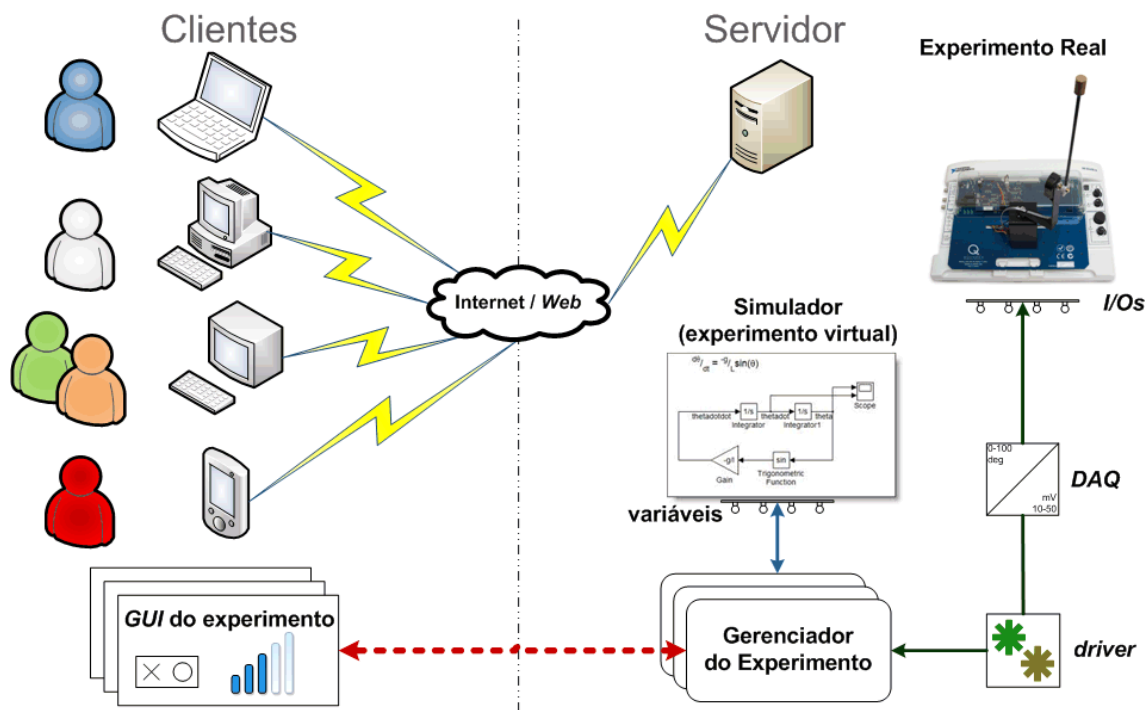 Clientes
Servidor
Experimento Real
Internet / Web
I/Os
Simulador
(experimento virtual)
dθ/dt = -g/L sin(θ)
thetadotdot
1/s
Integrator
thetadot
1/s
Integrator1
theta
Scope
-g/l
Gain
sin
Trigonometric
Function
variáveis
0-100
deg
mV
10-50
DAQ
GUI do experimento
Gerenciador
do Experimento
driver